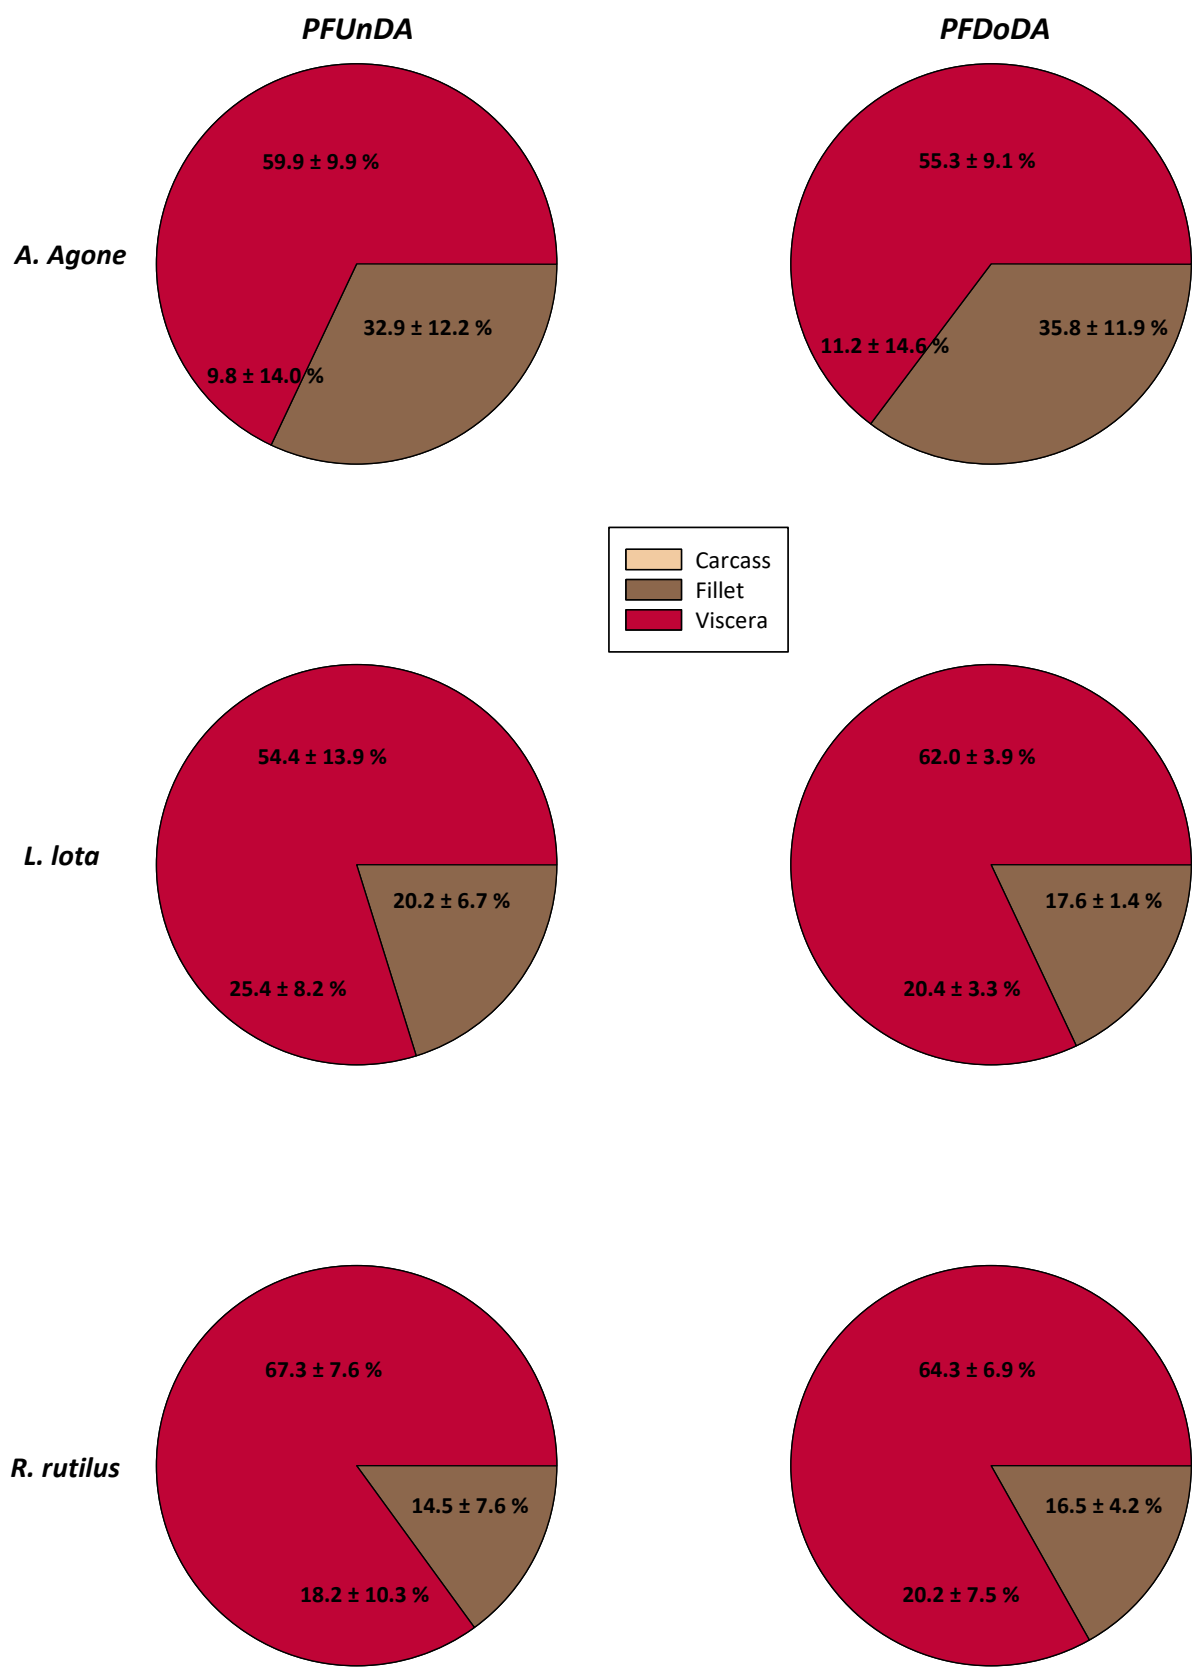 PFUnDA
PFDoDA
59.9 ± 9.9 %
55.3 ± 9.1 %
A. Agone
32.9 ± 12.2 %
35.8 ± 11.9 %
9.8 ± 14.0 %
11.2 ± 14.6 %
Carcass
Fillet
Viscera
54.4 ± 13.9 %
62.0 ± 3.9 %
L. lota
20.2 ± 6.7 %
17.6 ± 1.4 %
25.4 ± 8.2 %
20.4 ± 3.3 %
67.3 ± 7.6 %
64.3 ± 6.9 %
R. rutilus
14.5 ± 7.6 %
16.5 ± 4.2 %
18.2 ± 10.3 %
20.2 ± 7.5 %